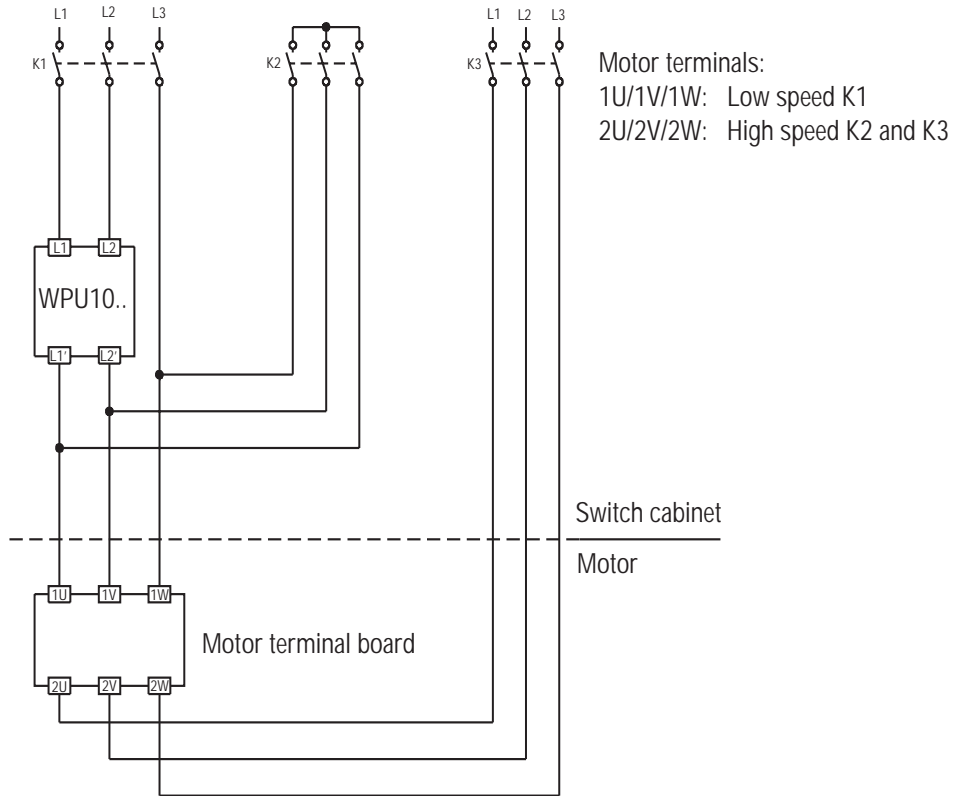 L1 L2 L3 L1 L2 L3
K1 K2 K3
Motor terminals:
1U/1V/1W: Low speed K1
2U/2V/2W: High speed K2 and K3
L1 L2
WPU10..
L1' L2'
Switch cabinet
Motor
1U 1V 1W
Motor terminal board
2U 2V 2W